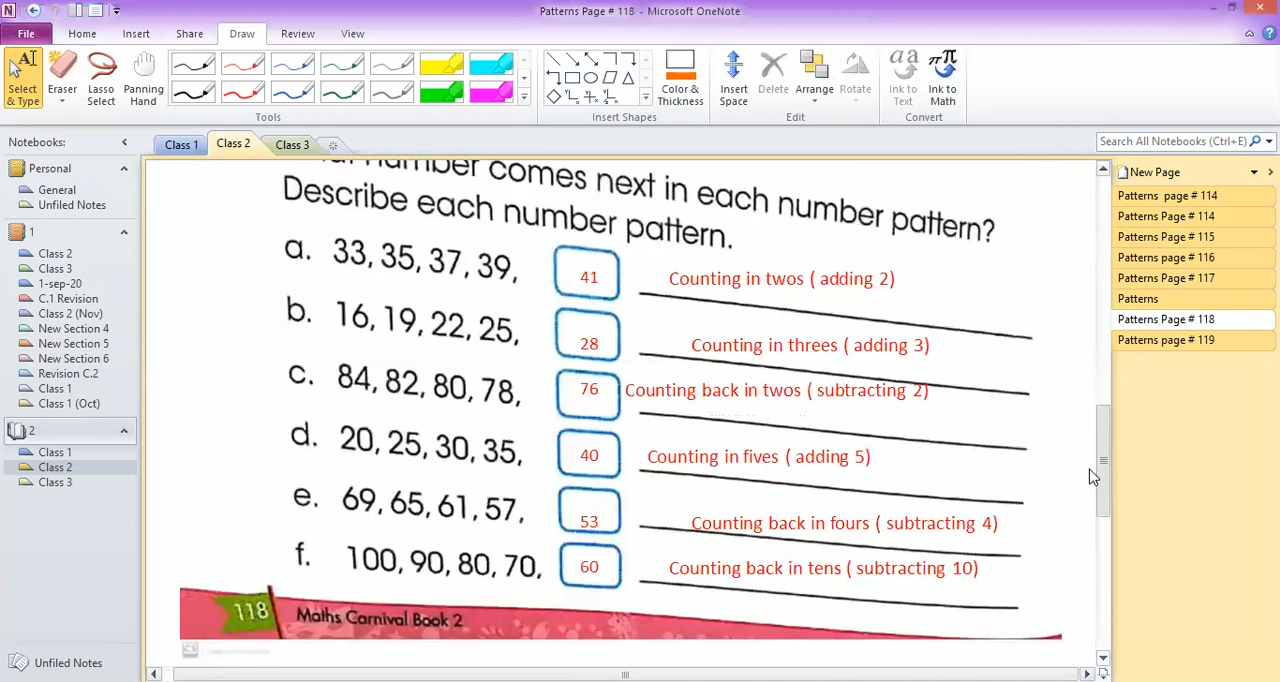 Patterns Page # 118 - Microsoft OneNote
File Home Insert Share Draw Review View
Select & Type
Eraser
Lasso Select
Panning Hand
Color & Thickness
Insert Space
Delete
Arrange
Rotate
Ink to Text
Ink to Math
Tools
Insert Shapes
Edit
Convert
Notebooks:
Class 1 Class 2 Class 3
Search All Notebooks (Ctrl+E)
Personal
General
Unfiled Notes
1
Class 2
Class 3
1-sep-20
C.1 Revision
Class 2 (Nov)
New Section 4
New Section 5
New Section 6
Revision C.2
Class 1
Class 1 (Oct)
2
Class 1
Class 2
Class 3
Unfiled Notes
number comes next in each number pattern?
Describe each number pattern.
a. 33, 35, 37, 39, 41 Counting in twos ( adding 2)
b. 16, 19, 22, 25, 28 Counting in threes ( adding 3)
c. 84, 82, 80, 78, 76 Counting back in twos ( subtracting 2)
d. 20, 25, 30, 35, 40 Counting in fives ( adding 5)
e. 69, 65, 61, 57, 53 Counting back in fours ( subtracting 4)
f. 100, 90, 80, 70, 60 Counting back in tens ( subtracting 10)
118 Maths Carnival Book 2
New Page
Patterns page # 114
Patterns Page # 114
Patterns Page # 115
Patterns Page # 116
Patterns Page # 117
Patterns
Patterns Page # 118
Patterns page # 119